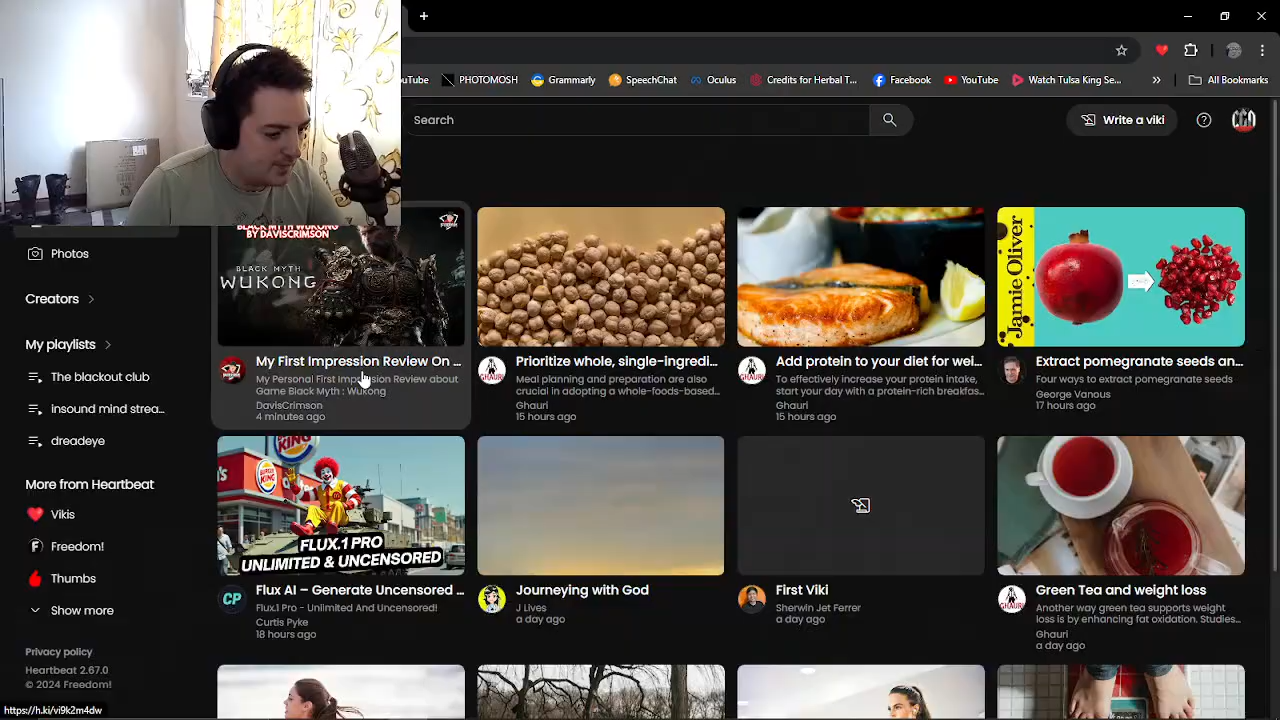 uTube
PHOTOMOSH
Grammarly
SpeechChat
Oculus
Credits for Herbal T...
Facebook
YouTube
Watch Tulsa King Se...
All Bookmarks
Search
Write a viki
Photos
Creators
My playlists
The blackout club
insound mind strea...
dreadeye
More from Heartbeat
Vikis
Freedom!
Thumbs
Show more
Privacy policy
Heartbeat 2.67.0
© 2024 Freedom!
https://h.ki/vi9k2m4dw
BLACK MYTH WUKONG
BY DAVISCRIMSON
BLACK MYTH
WUKONG
My First Impression Review On ...
My Personal First Impression Review about
Game Black Myth : Wukong
DavisCrimson
4 minutes ago
GHAURI
Prioritize whole, single-ingredi...
Meal planning and preparation are also
crucial in adopting a whole-foods-based...
Ghauri
15 hours ago
GHAURI
Add protein to your diet for wei...
To effectively increase your protein intake,
start your day with a protein-rich breakfas...
Ghauri
15 hours ago
Jamie Oliver
Extract pomegranate seeds an...
Four ways to extract pomegranate seeds
George Vanous
17 hours ago
KING
BURGER
KING
FLUX.1 PRO
UNLIMITED & UNCENSORED
CP
Flux AI – Generate Uncensored ...
Flux.1 Pro - Unlimited And Uncensored!
Curtis Pyke
18 hours ago
Journeying with God
J Lives
a day ago
First Viki
Sherwin Jet Ferrer
a day ago
GHAURI
Green Tea and weight loss
Another way green tea supports weight
loss is by enhancing fat oxidation. Studies...
Ghauri
a day ago